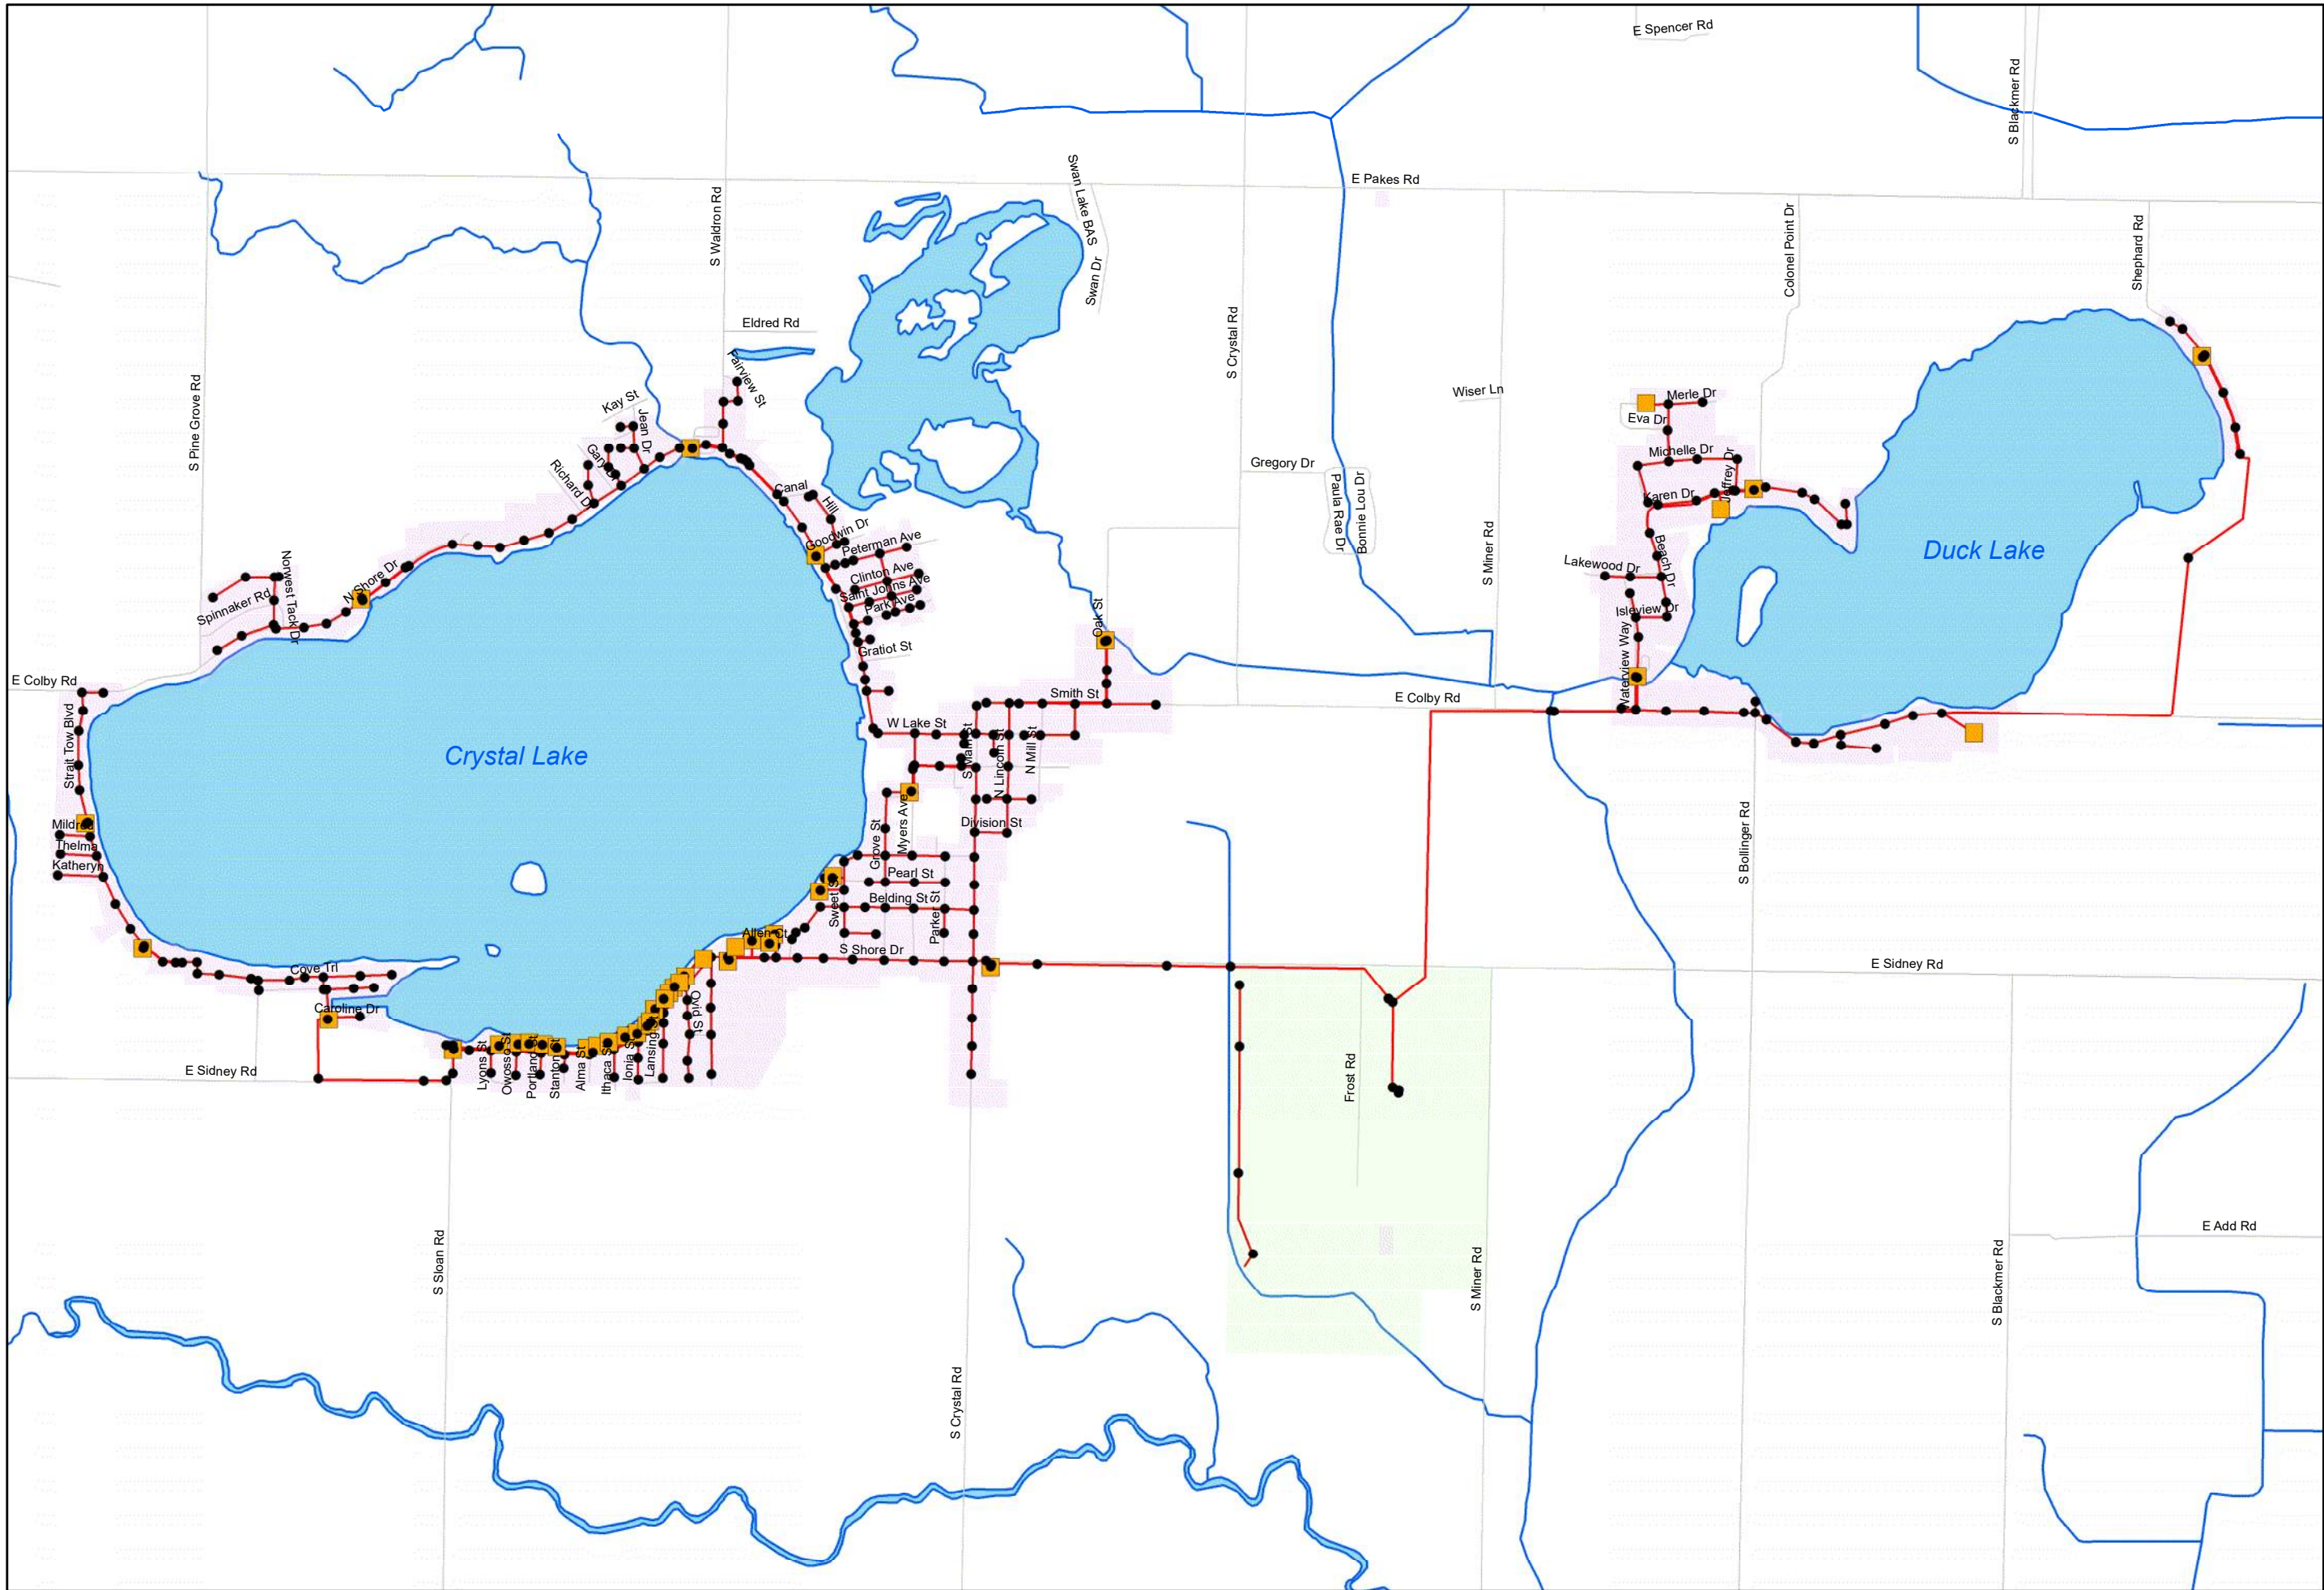 E Spencer Rd
S Blackmer Rd
E Pakes Rd
Swan Lake BAS
Swan Dr
S Waldron Rd
Colonel Point Dr
Shephard Rd
Eldred Rd
S Crystal Rd
Fairview St
Kay St
Jean Dr
S Pine Grove Rd
Wiser Ln
Merle Dr
Eva Dr
Gary Dr
Richard Dr
Michelle Dr
Jeffrey Dr
Gregory Dr
Paula Rae Dr
Bonnie Lou Dr
Canal
Hill
Karen Dr
Goodwin Dr
Peterman Ave
S Miner Rd
Beach Dr
Duck Lake
Norwest Tack Dr
N Shore Dr
Clinton Ave
Saint Johns Ave
Park Ave
Lakewood Dr
Spinnaker Rd
Oak St
Isleview Dr
Gratiot St
Waterview Way
E Colby Rd
Smith St
E Colby Rd
Strait Tow Blvd
W Lake St
Crystal Lake
S Main St
N Lincoln St
N Mill St
Mildred
Thelma
Katheryn
Grove St
Myers Ave
Division St
S Bollinger Rd
Pearl St
Belding St
Sweet St
Parker St
Allen Ct
S Shore Dr
E Sidney Rd
Cove Trl
Caroline Dr
Ovid St
E Sidney Rd
Lyons St
Owosso St
Portland St
Stanton St
Alma St
Ithaca St
Ionia St
Lansing St
Frost Rd
S Sloan Rd
E Add Rd
S Miner Rd
S Blackmer Rd
S Crystal Rd